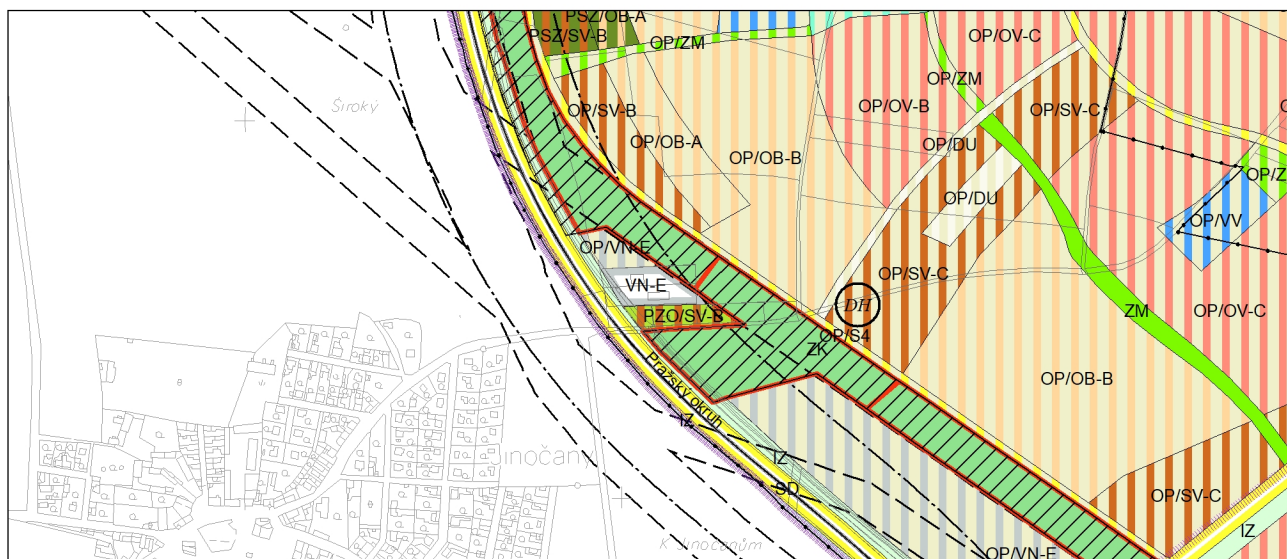 PSZ/OB-A
PSZ/SV-B
OP/ZM
OP/OV-C
OP/ZM
Široký
OP/SV-B
OP/OV-B
OP/SV-C
OP/OB-A
OP/OB-B
OP/DU
OP/DU
OP/VV
OP/VN-E
OP/SV-C
VN-E
PZO/SV-B
DH
OP/S4
ZK
ZM
OP/OV-C
Pražský okruh
OP/OB-B
IZ
Jinočany
IZ
SD
OP/SV-C
IZ
K Jinočanům
OP/VN-E